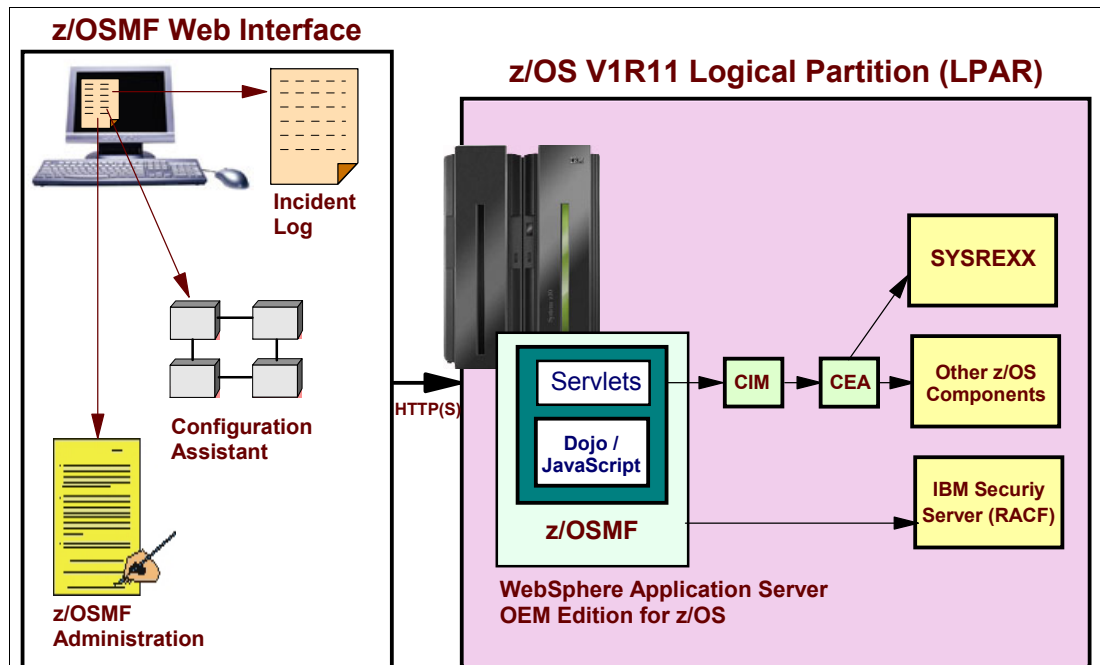 z/OSMF Web Interface
Incident
Log
Configuration
Assistant
z/OSMF
Administration
HTTP(S)
z/OS V1R11 Logical Partition (LPAR)
Servlets
Dojo /
JavaScript
z/OSMF
WebSphere Application Server
OEM Edition for z/OS
CIM
CEA
SYSREXX
Other z/OS
Components
IBM Securiy
Server (RACF)